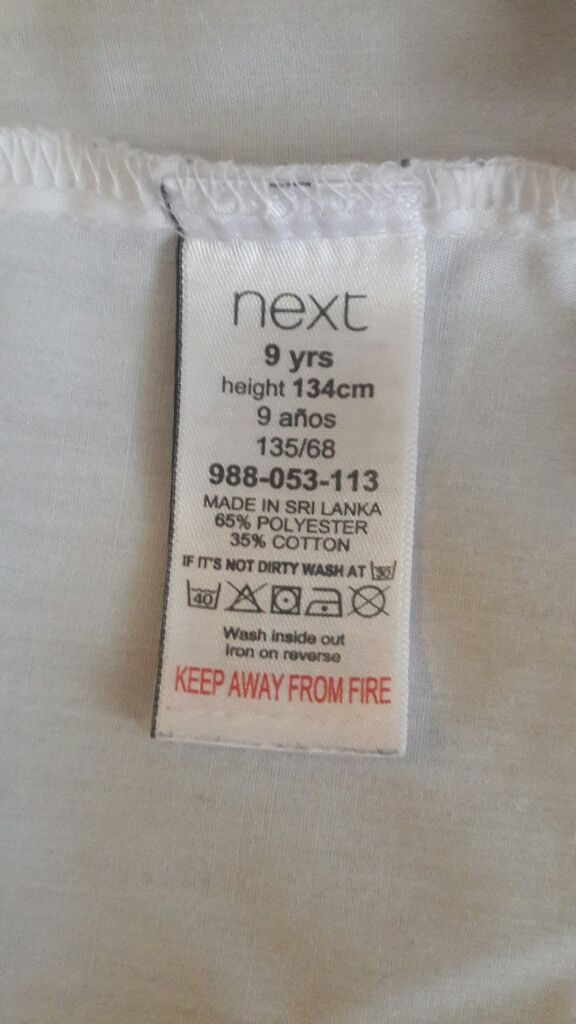 next
9 yrs
height 134cm
9 años
135/68
988-053-113
MADE IN SRI LANKA
65% POLYESTER
35% COTTON
IF IT'S NOT DIRTY WASH AT 30
40
Wash inside out
Iron on reverse
KEEP AWAY FROM FIRE